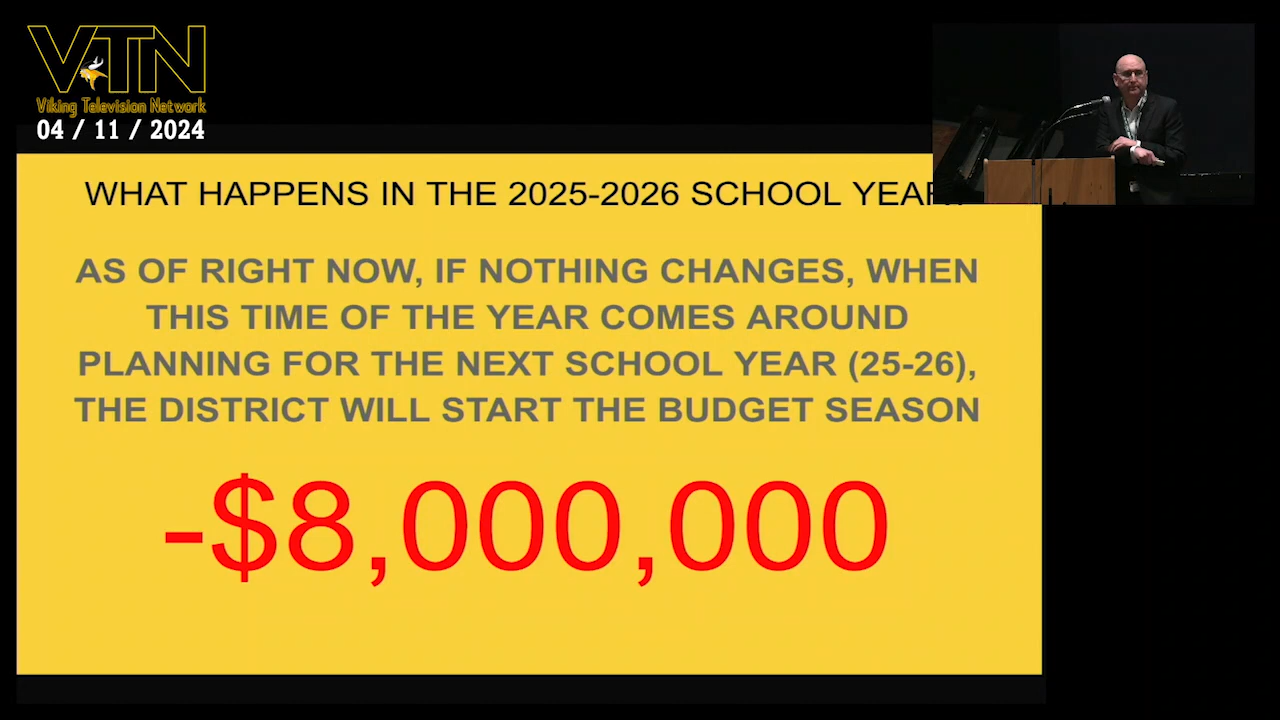 VTN
Viking Television Network
04 / 11 / 2024
WHAT HAPPENS IN THE 2025-2026 SCHOOL YEAR?
AS OF RIGHT NOW, IF NOTHING CHANGES, WHEN
THIS TIME OF THE YEAR COMES AROUND
PLANNING FOR THE NEXT SCHOOL YEAR (25-26),
THE DISTRICT WILL START THE BUDGET SEASON
-$8,000,000